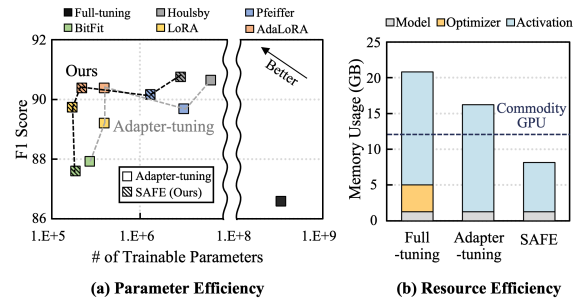 Full-tuning Houlsby Pfeiffer
BitFit LoRA AdaLoRA
92
90
88
86
F1 Score
Ours
Better
Adapter-tuning
Adapter-tuning
SAFE (Ours)
1.E+5 1.E+6 1.E+8 1.E+9
# of Trainable Parameters
(a) Parameter Efficiency
Model Optimizer Activation
25
20
15
10
5
0
Memory Usage (GB)
Commodity
GPU
Full
-tuning
Adapter
-tuning
SAFE
(b) Resource Efficiency